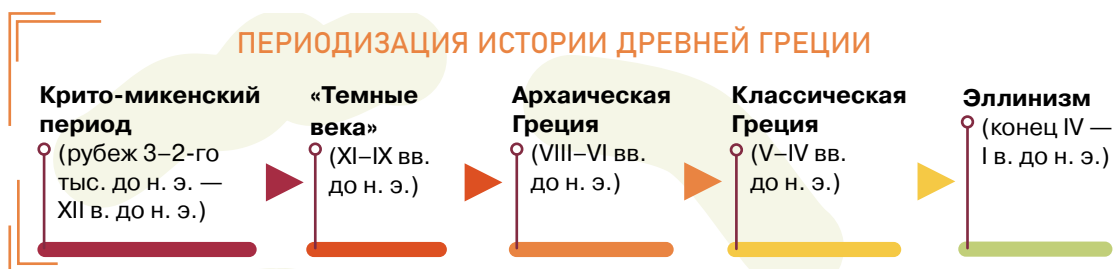 ПЕРИОДИЗАЦИЯ ИСТОРИИ ДРЕВНЕЙ ГРЕЦИИ
Крито-микенский
период
(рубеж 3–2-го
тыс. до н. э. —
XII в. до н. э.)
«Темные
века»
(XI–IX вв.
до н. э.)
Архаическая
Греция
(VIII–VI вв.
до н. э.)
Классическая
Греция
(V–IV вв.
до н. э.)
Эллинизм
(конец IV —
I в. до н. э.)